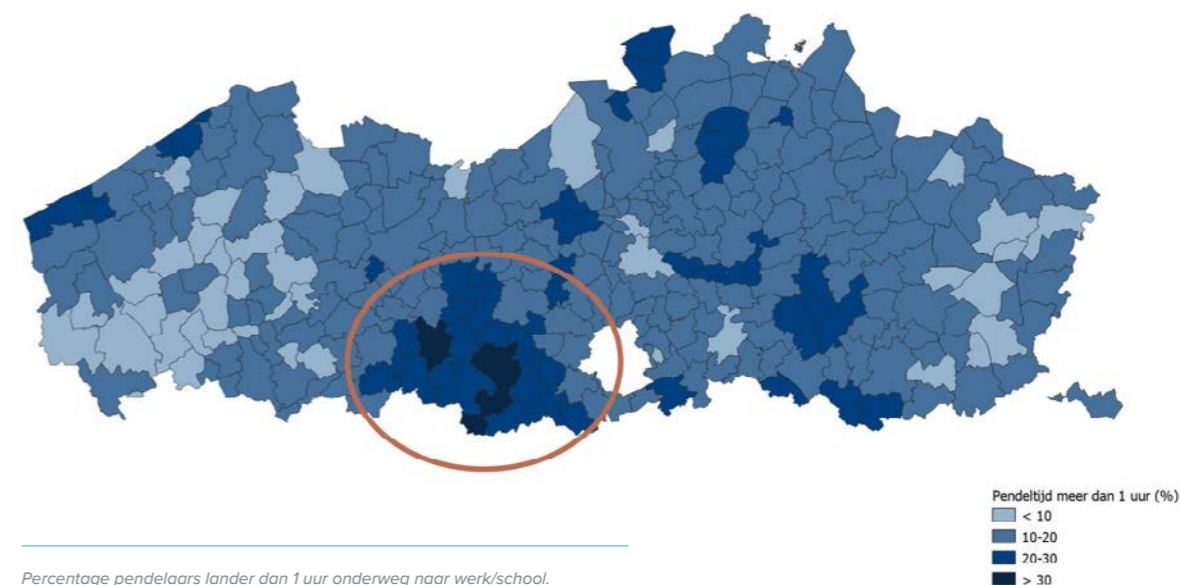 Pendeltijd meer dan 1 uur (%)
< 10
10-20
20-30
> 30
Percentage pendelaars lander dan 1 uur onderweg naar werk/school.